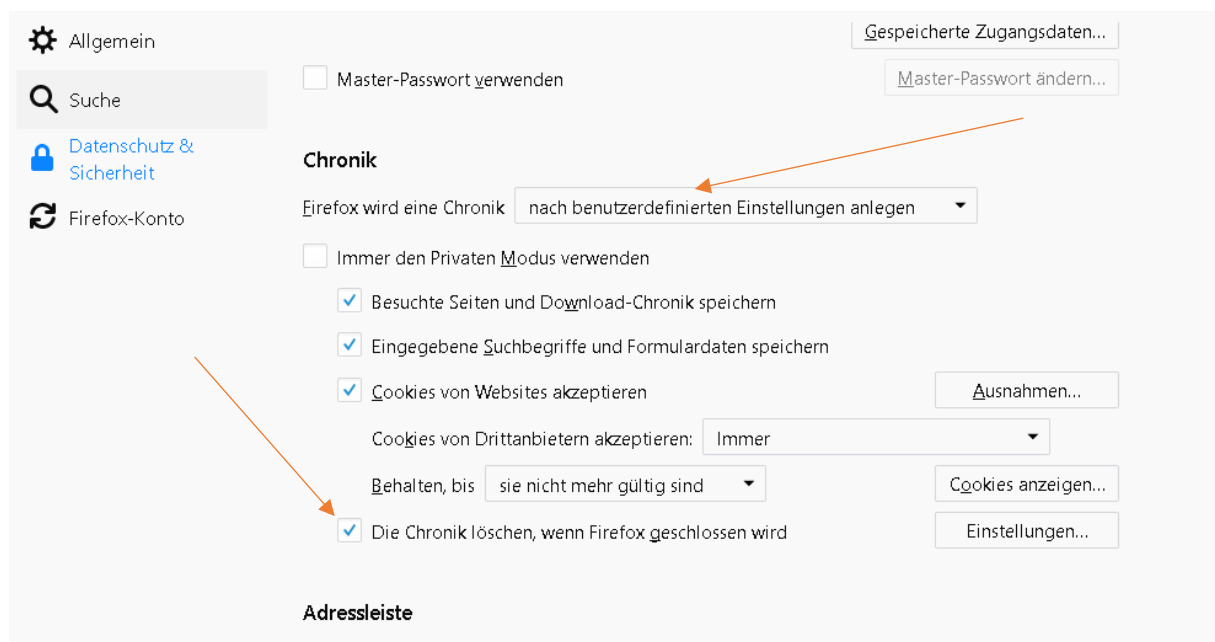 Allgemein
Suche
Datenschutz &
Sicherheit
Firefox-Konto
Gespeicherte Zugangsdaten...
Master-Passwort verwenden
Master-Passwort ändern...
Chronik
Firefox wird eine Chronik nach benutzerdefinierten Einstellungen anlegen
Immer den Privaten Modus verwenden
Besuchte Seiten und Download-Chronik speichern
Eingegebene Suchbegriffe und Formulardaten speichern
Cookies von Websites akzeptieren
Ausnahmen...
Cookies von Drittanbietern akzeptieren: Immer
Behalten, bis sie nicht mehr gültig sind
Cookies anzeigen...
Die Chronik löschen, wenn Firefox geschlossen wird
Einstellungen...
Adressleiste